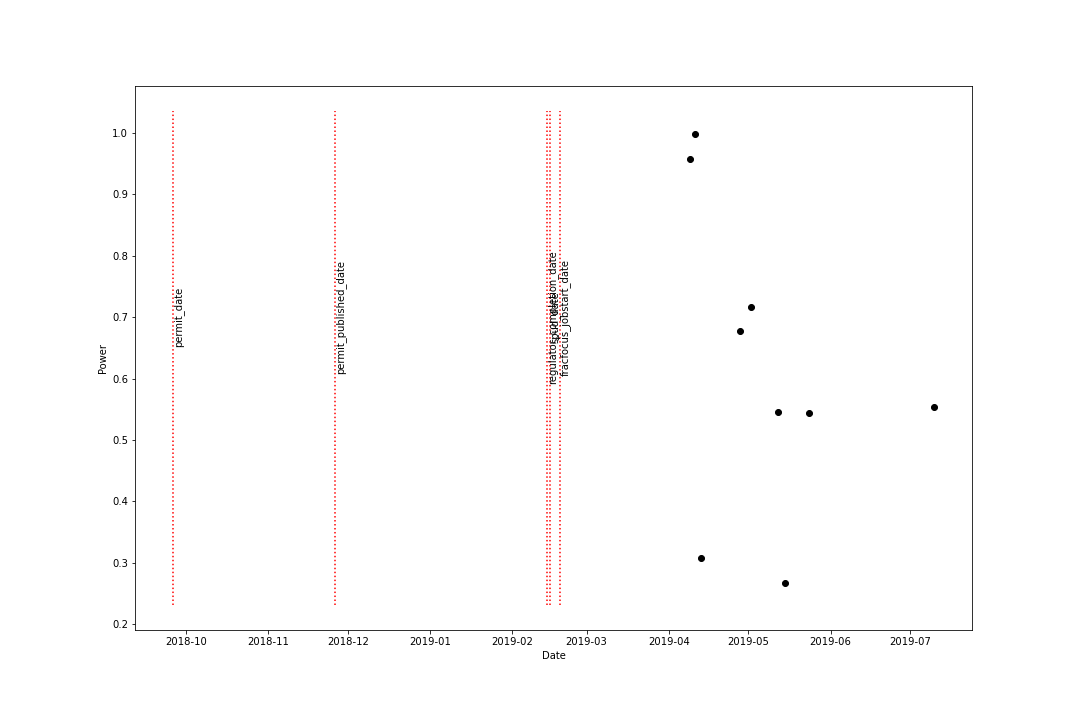 1.0
0.9
0.8
0.7
0.6
0.5
0.4
0.3
0.2
Power
permit_date
permit_published_date
regulatory_completion_date
spud_date
fracfocus_jobstart_date
2018-10 2018-11 2018-12 2019-01 2019-02 2019-03 2019-04 2019-05 2019-06 2019-07
Date